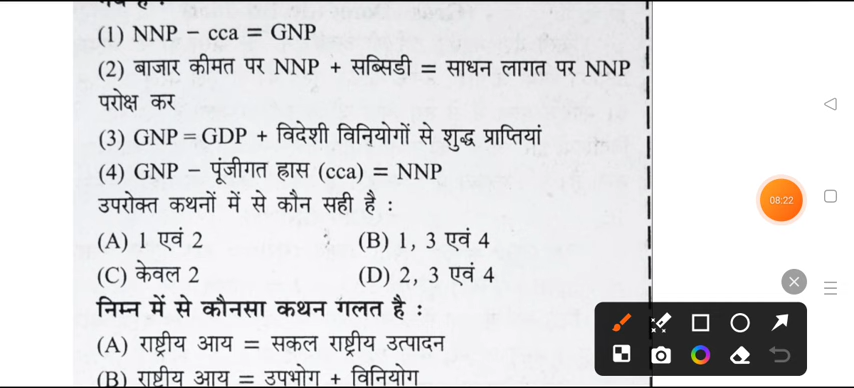 (1) NNP − cca = GNP
(2) बाजार कीमत पर NNP + सब्सिडी = साधन लागत पर NNP
परोक्ष कर
(3) GNP = GDP + विदेशी विनियोगों से शुद्ध प्राप्तियां
(4) GNP − पूंजीगत ह्रास (cca) = NNP
उपरोक्त कथनों में से कौन सही है :
(A) 1 एवं 2 (B) 1, 3 एवं 4
(C) केवल 2 (D) 2, 3 एवं 4
निम्न में से कौनसा कथन गलत है :
(A) राष्ट्रीय आय = सकल राष्ट्रीय उत्पादन
(B) राष्ट्रीय आय = उपभोग + विनियोग
08:22